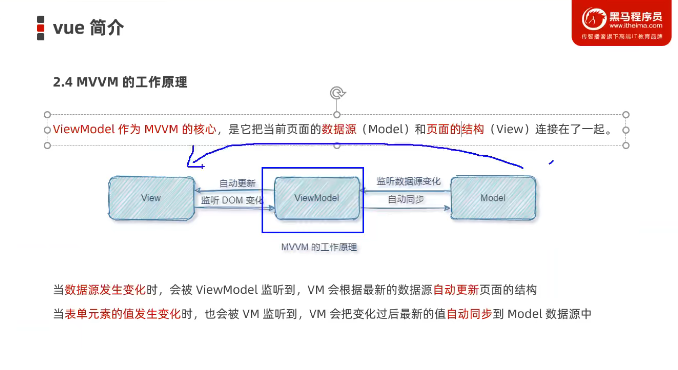 vue 简介
黑马程序员
www.itheima.com
传智播客旗下高端IT教育品牌
2.4 MVVM 的工作原理
ViewModel 作为 MVVM 的核心，是它把当前页面的数据源（Model）和页面的结构（View）连接在了一起。
自动更新
监听数据源变化
View
ViewModel
Model
监听 DOM 变化
自动同步
MVVM 的工作原理
当数据源发生变化时，会被 ViewModel 监听到，VM 会根据最新的数据源自动更新页面的结构
当表单元素的值发生变化时，也会被 VM 监听到，VM 会把变化过后最新的值自动同步到 Model 数据源中